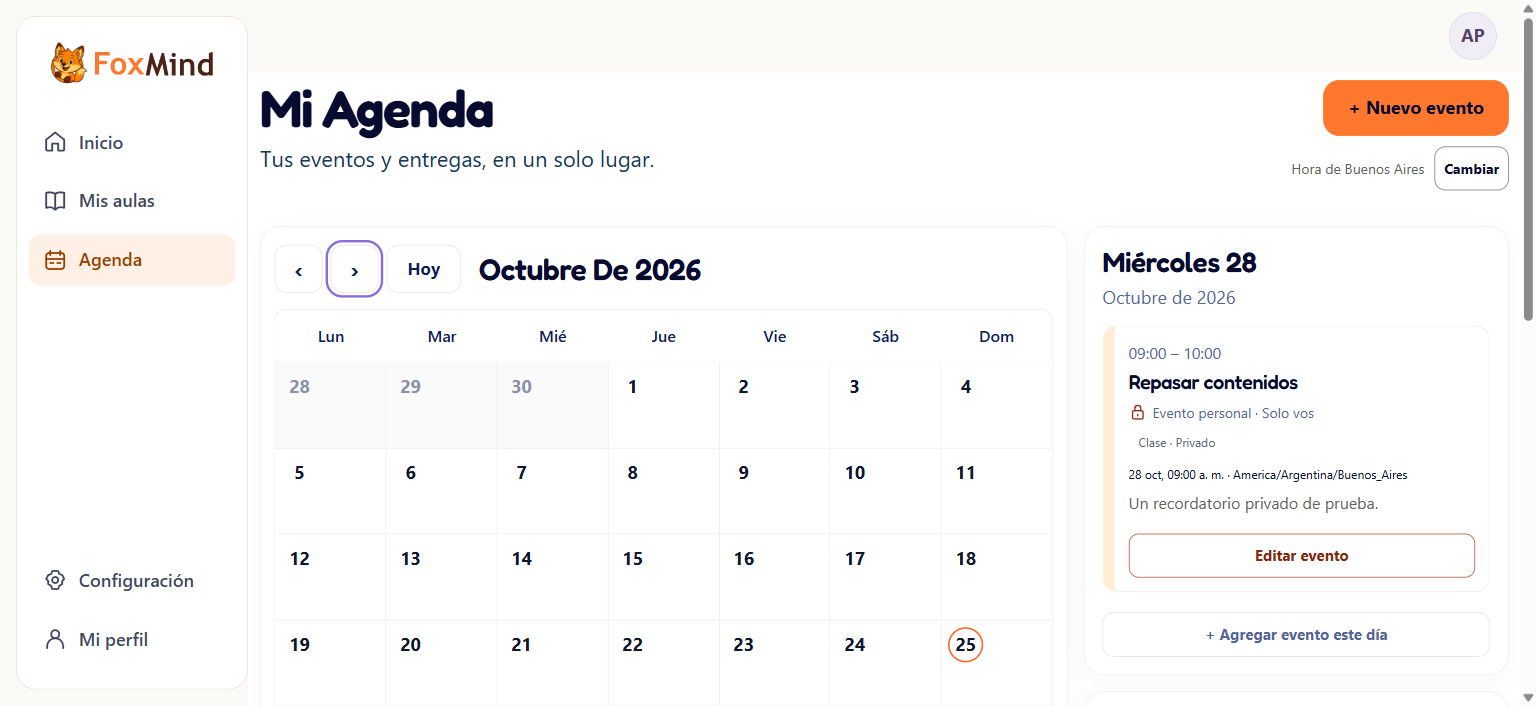 FoxMind
AP
Inicio
Mis aulas
Agenda
Configuración
Mi perfil
Mi Agenda
Tus eventos y entregas, en un solo lugar.
+ Nuevo evento
Hora de Buenos Aires
Cambiar
‹ › Hoy Octubre De 2026
Lun Mar Mié Jue Vie Sáb Dom
28 29 30 1 2 3 4
5 6 7 8 9 10 11
12 13 14 15 16 17 18
19 20 21 22 23 24 25
Miércoles 28
Octubre de 2026
09:00 – 10:00
Repasar contenidos
Evento personal · Solo vos
Clase · Privado
28 oct, 09:00 a. m. · America/Argentina/Buenos_Aires
Un recordatorio privado de prueba.
Editar evento
+ Agregar evento este día